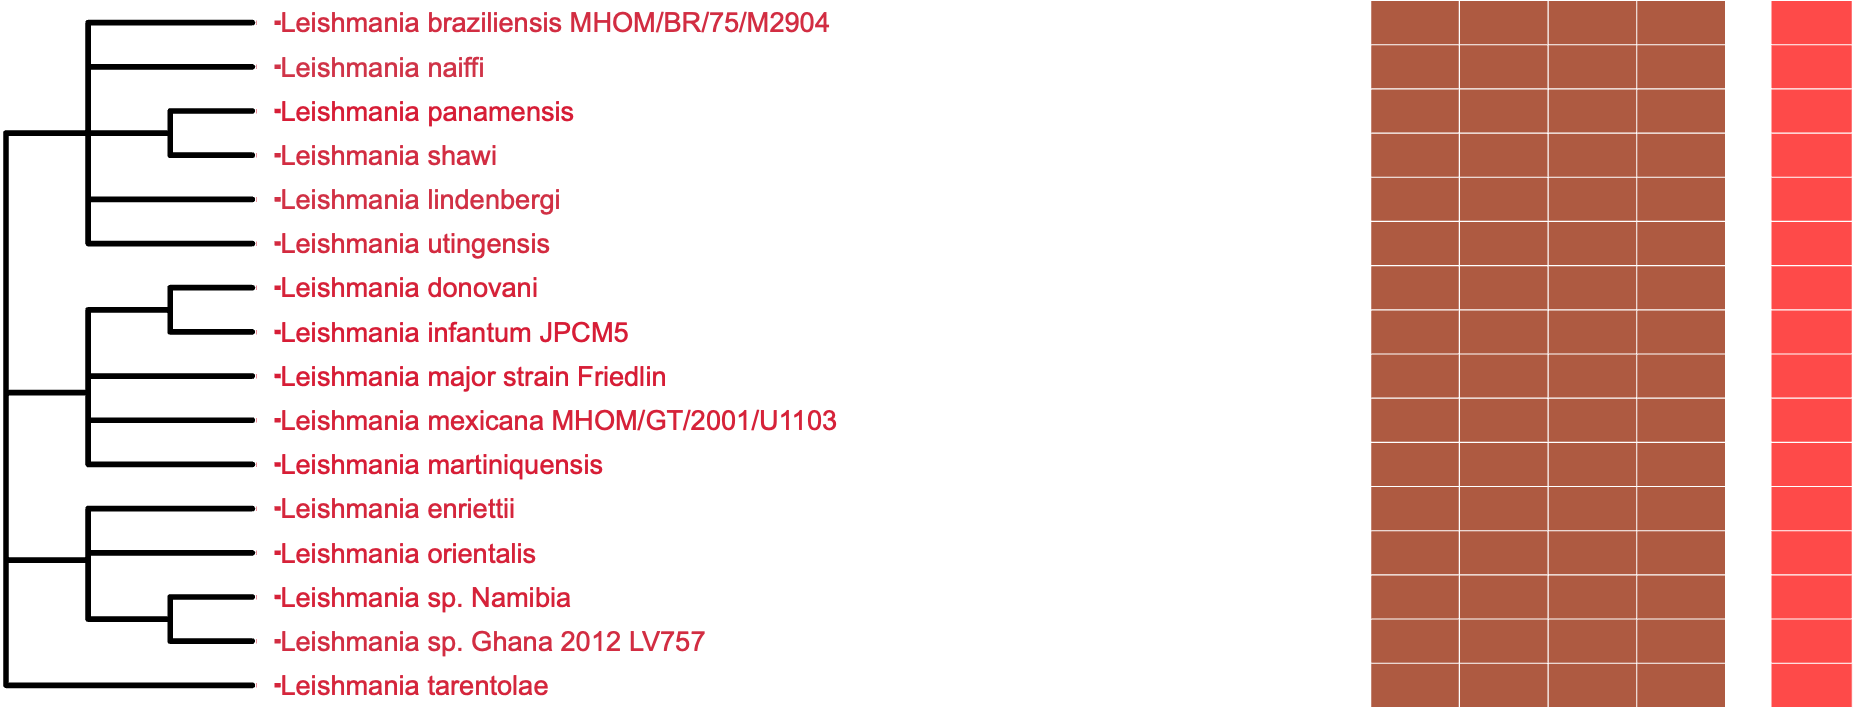 -Leishmania braziliensis MHOM/BR/75/M2904
-Leishmania naiffi
-Leishmania panamensis
-Leishmania shawi
-Leishmania lindenbergi
-Leishmania utingensis
-Leishmania donovani
-Leishmania infantum JPCM5
-Leishmania major strain Friedlin
-Leishmania mexicana MHOM/GT/2001/U1103
-Leishmania martiniquensis
-Leishmania enriettii
-Leishmania orientalis
-Leishmania sp. Namibia
-Leishmania sp. Ghana 2012 LV757
-Leishmania tarentolae